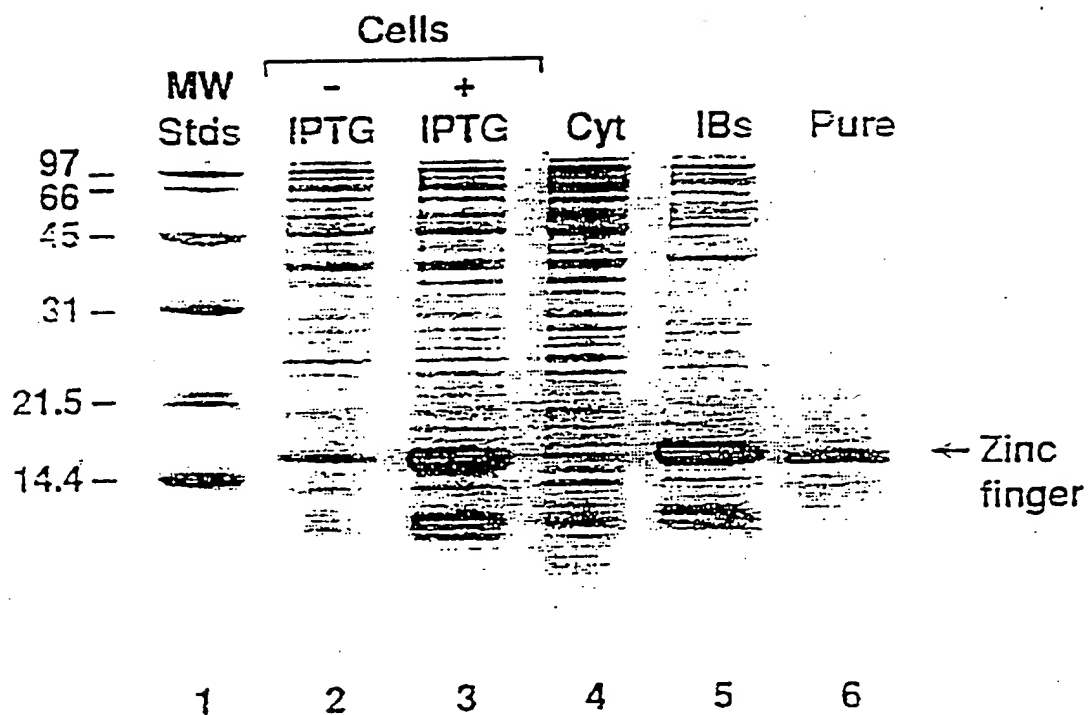 Cells
MW - +
Stds IPTG IPTG Cyt IBs Pure
97
66
45
31
21.5
14.4
← Zinc
finger
1 2 3 4 5 6